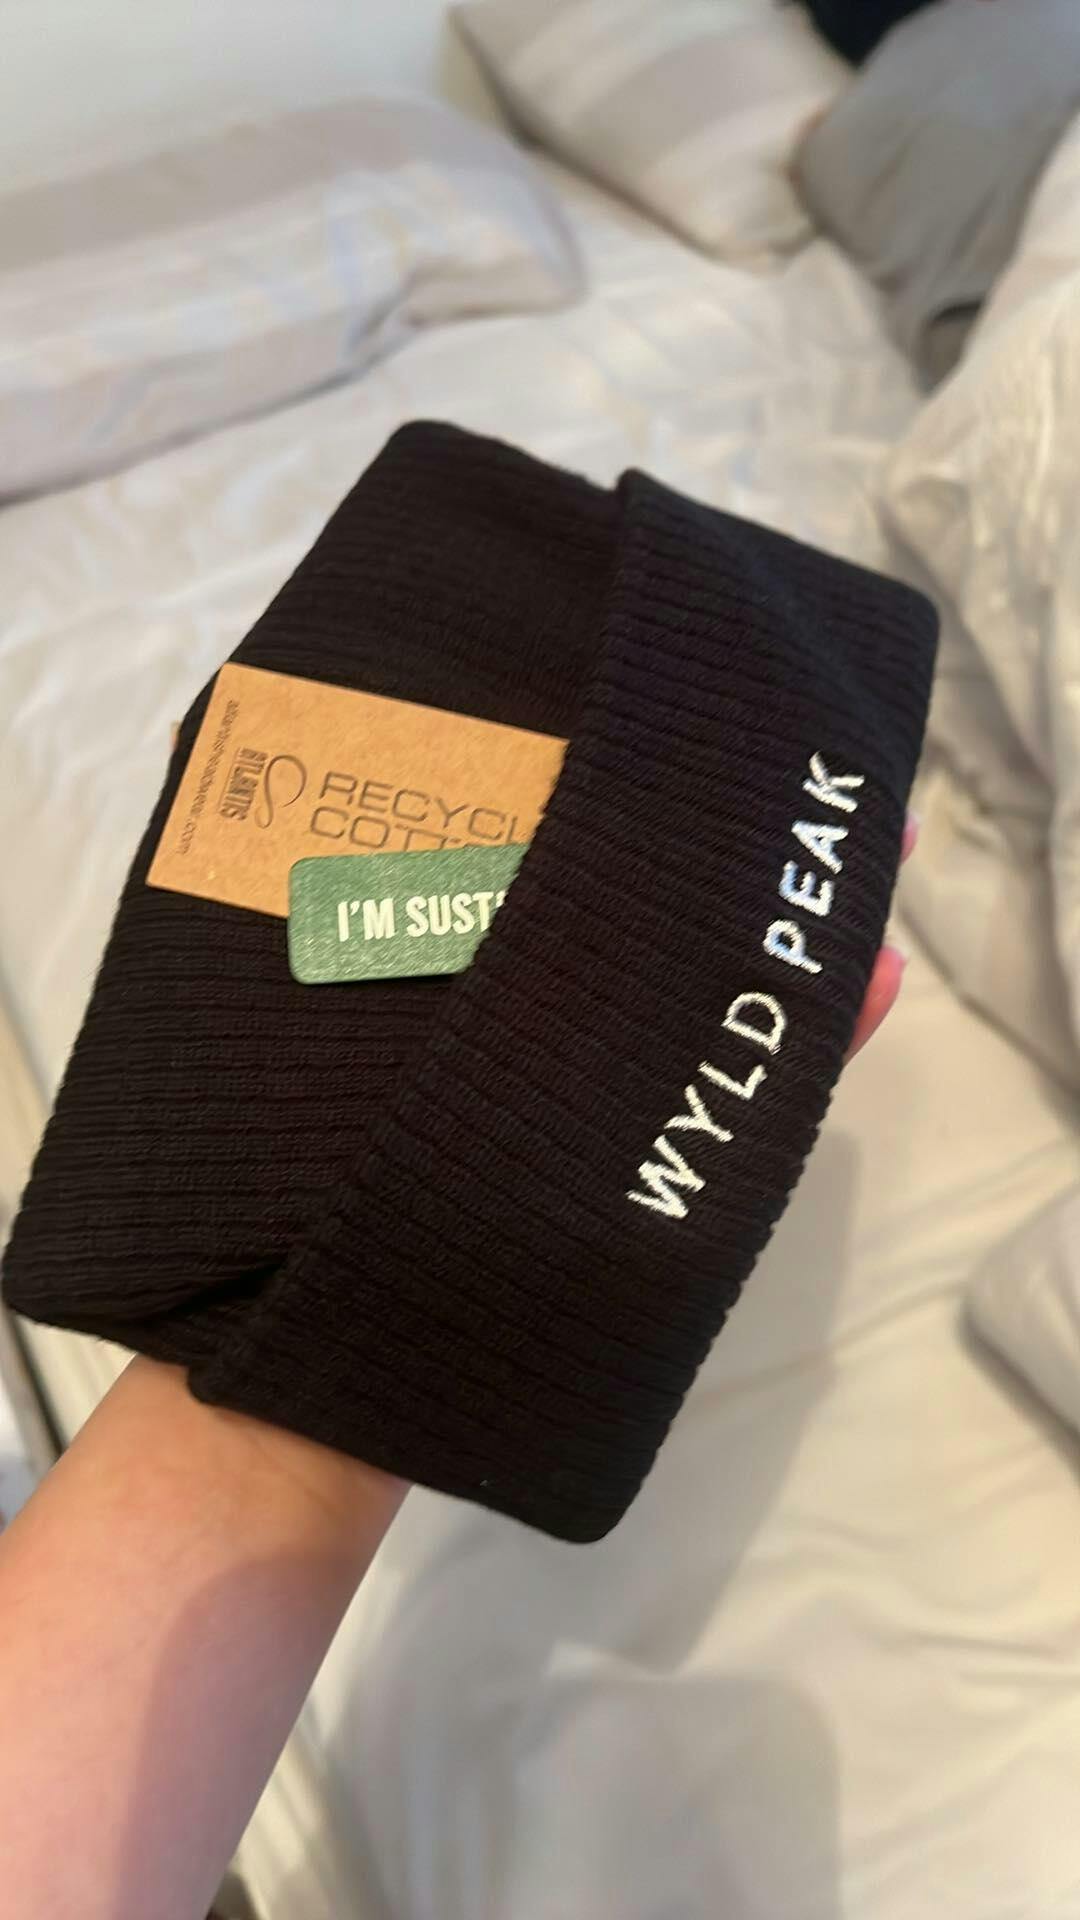 WYLD PEAK
ATLANTIS
RECYCL
COTT
I'M SUST